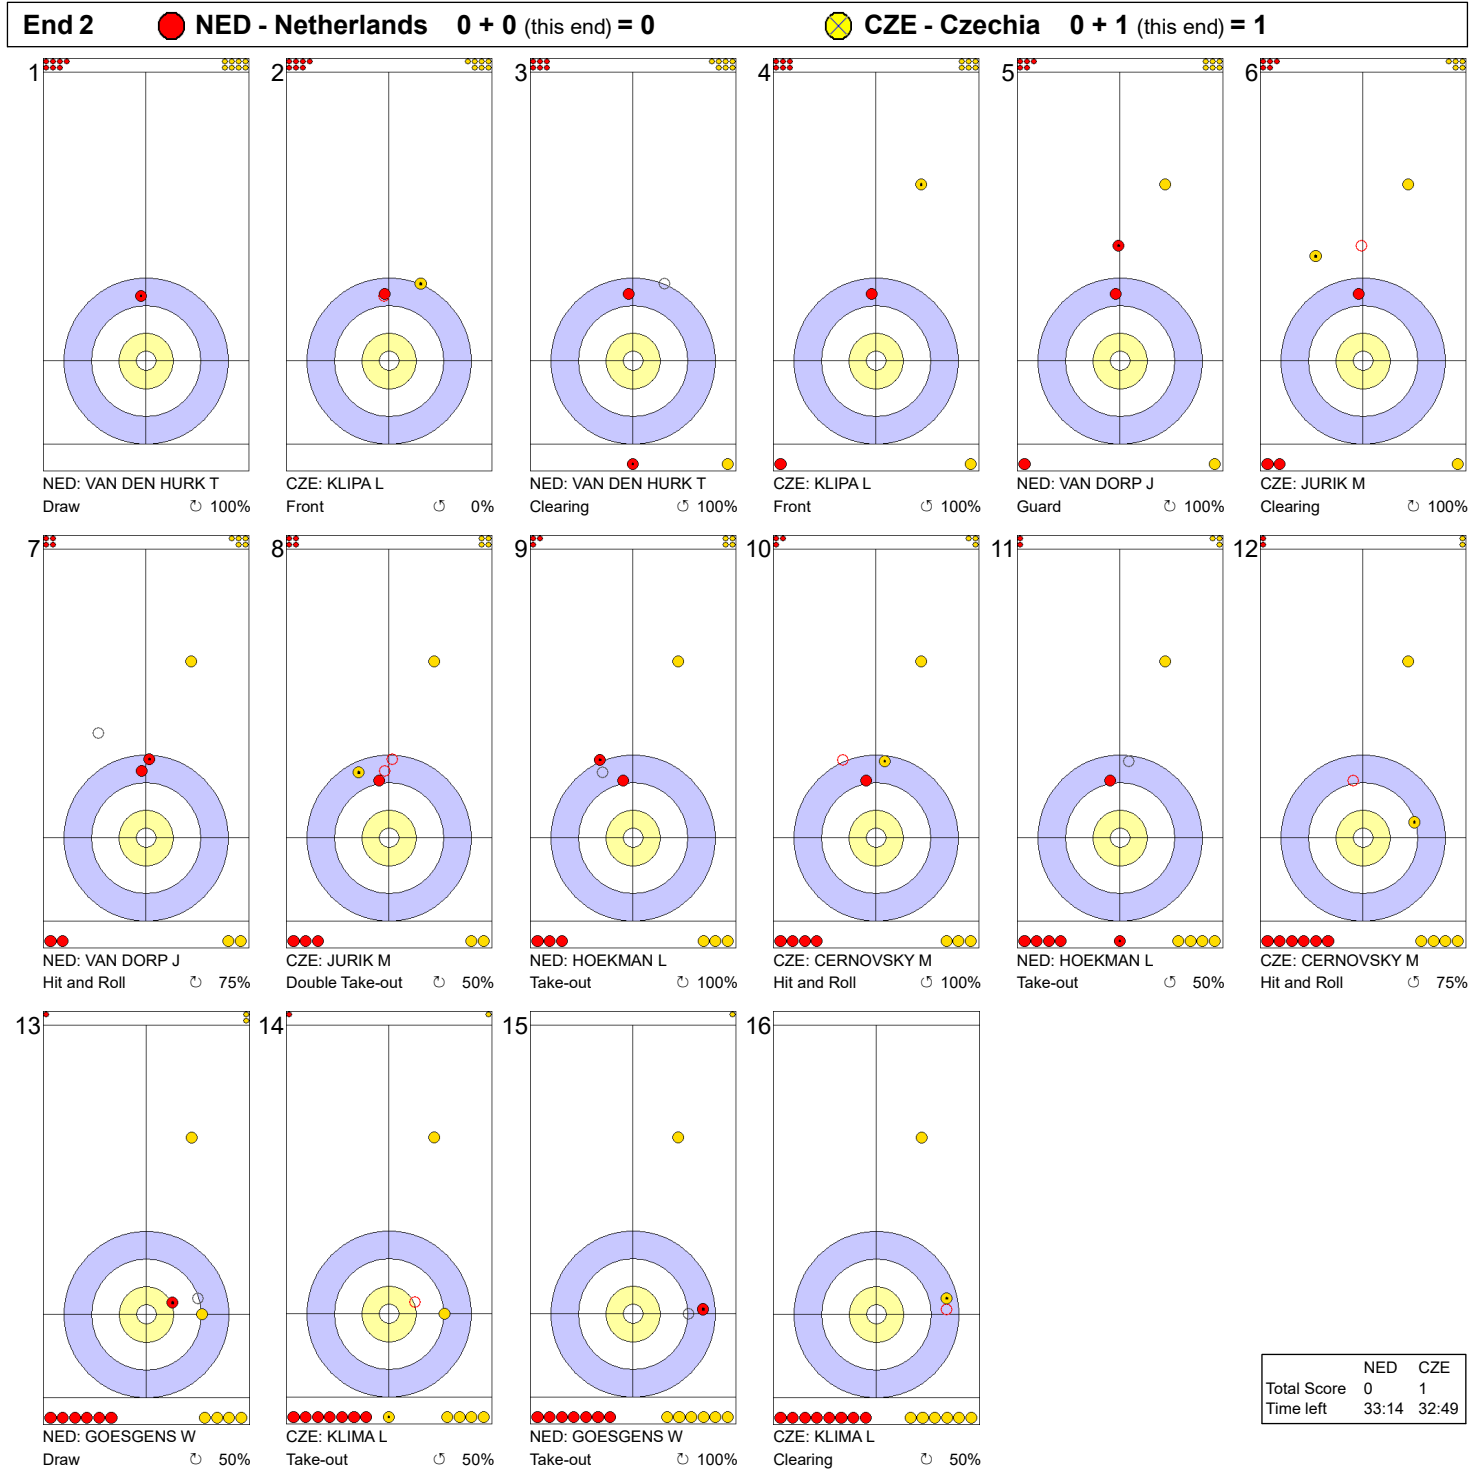 End 2 NED - Netherlands 0 + 0 (this end) = 0 CZE - Czechia 0 + 1 (this end) = 1
1 2 3 4 5 6
NED: VAN DEN HURK T CZE: KLIPA L NED: VAN DEN HURK T CZE: KLIPA L NED: VAN DORP J CZE: JURIK M
Draw ↻ 100% Front ↺ 0% Clearing ↺ 100% Front ↺ 100% Guard ↻ 100% Clearing ↺ 100%
7 8 9 10 11 12
NED: VAN DORP J CZE: JURIK M NED: HOEKMAN L CZE: CERNOVSKY M NED: HOEKMAN L CZE: CERNOVSKY M
Hit and Roll ↻ 75% Double Take-out ↻ 50% Take-out ↻ 100% Hit and Roll ↺ 100% Take-out ↻ 50% Hit and Roll ↺ 75%
13 14 15 16
NED: GOESGENS W CZE: KLIMA L NED: GOESGENS W CZE: KLIMA L
Draw ↻ 50% Take-out ↺ 50% Take-out ↻ 100% Clearing ↺ 50%
NED CZE
Total Score 0 1
Time left 33:14 32:49